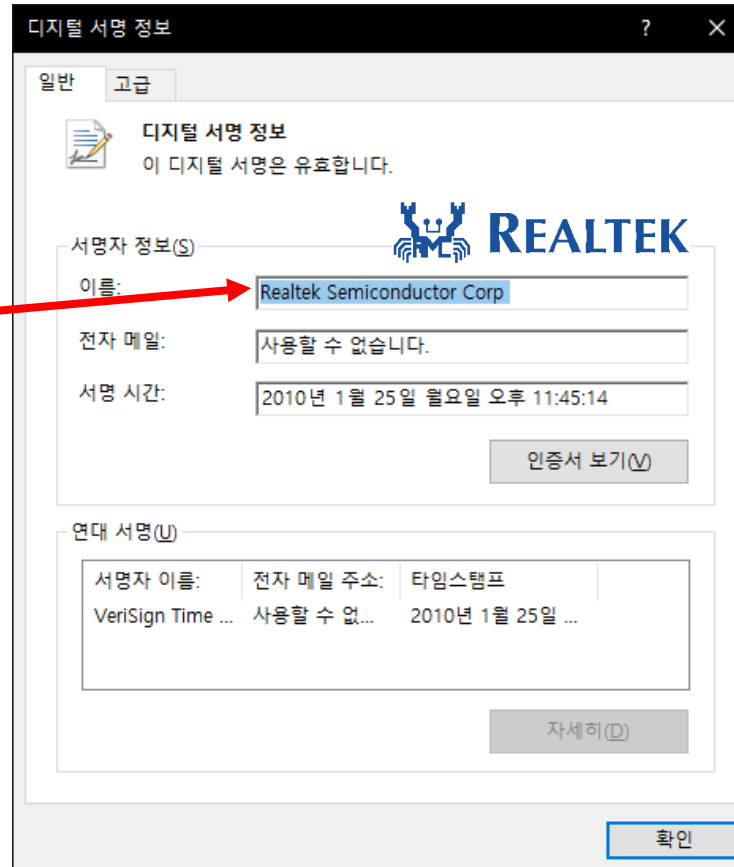 디지털 서명 정보
일반 고급
디지털 서명 정보
이 디지털 서명은 유효합니다.
REALTEK
서명자 정보(S)
이름: Realtek Semiconductor Corp
전자 메일: 사용할 수 없습니다.
서명 시간: 2010년 1월 25일 월요일 오후 11:45:14
인증서 보기(V)
연대 서명(U)
서명자 이름: 전자 메일 주소: 타임스탬프
VeriSign Time ... 사용할 수 없... 2010년 1월 25일 ...
자세히(D)
확인